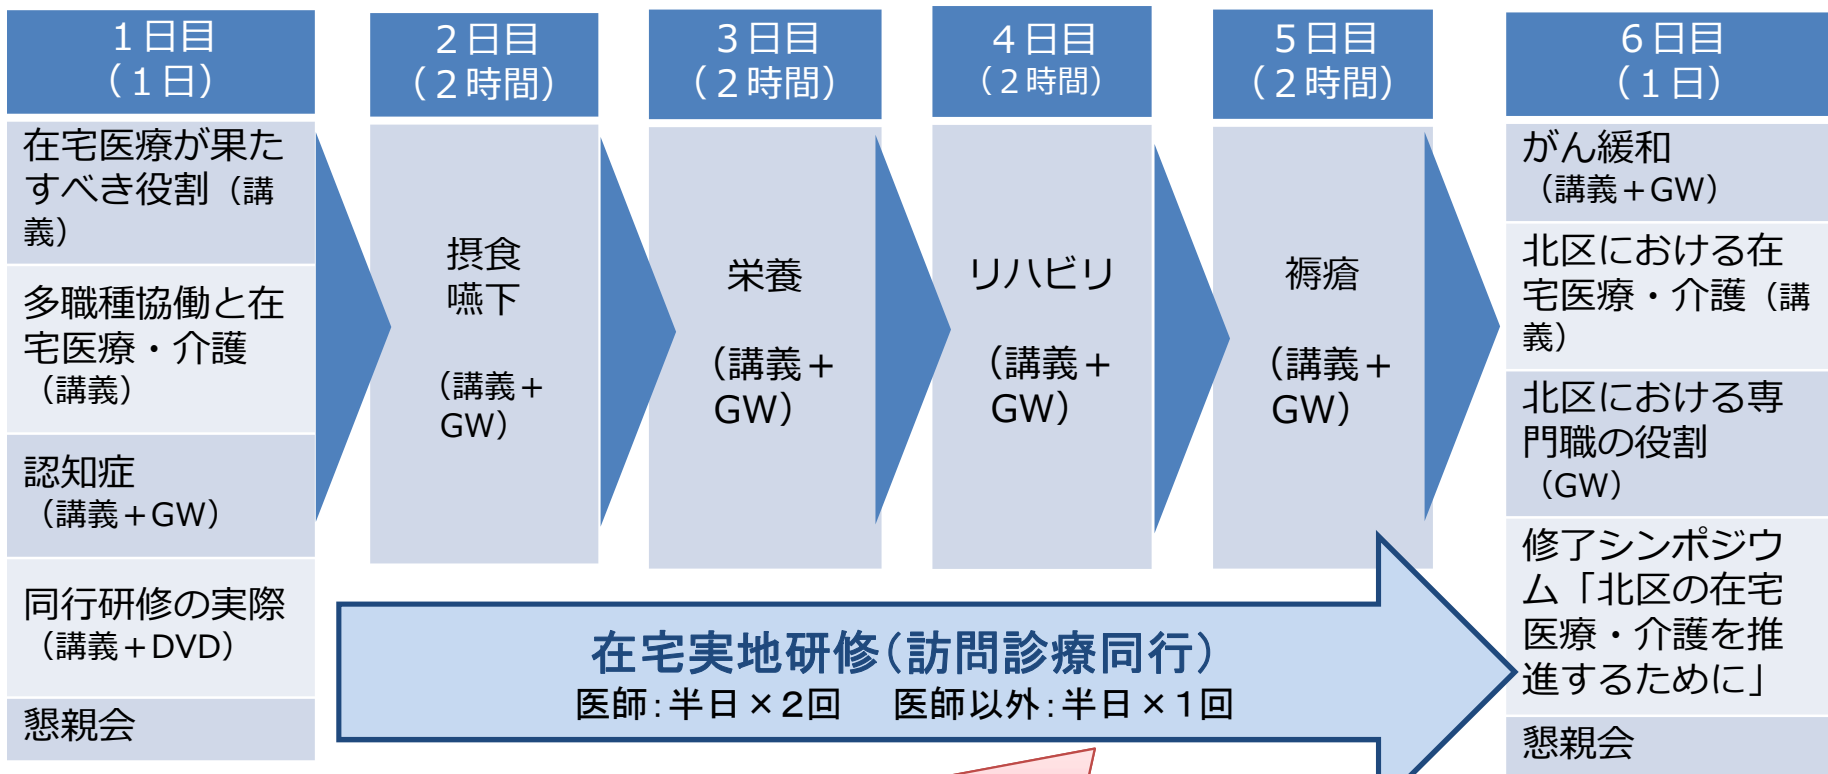 1日目
（1日）
在宅医療が果た
すべき役割（講
義）
多職種協働と在
宅医療・介護
（講義）
認知症
（講義＋GW）
同行研修の実際
（講義＋DVD）
懇親会
2日目
（2時間）
摂食
嚥下
（講義＋
GW）
3日目
（2時間）
栄養
（講義＋
GW）
4日目
（2時間）
リハビリ
（講義＋
GW）
5日目
（2時間）
褥瘡
（講義＋
GW）
6日目
（1日）
がん緩和
（講義＋GW）
北区における在
宅医療・介護（講
義）
北区における専
門職の役割
（GW）
修了シンポジウ
ム「北区の在宅
医療・介護を推
進するために」
懇親会
在宅実地研修（訪問診療同行）
医師：半日×2回　医師以外：半日×1回